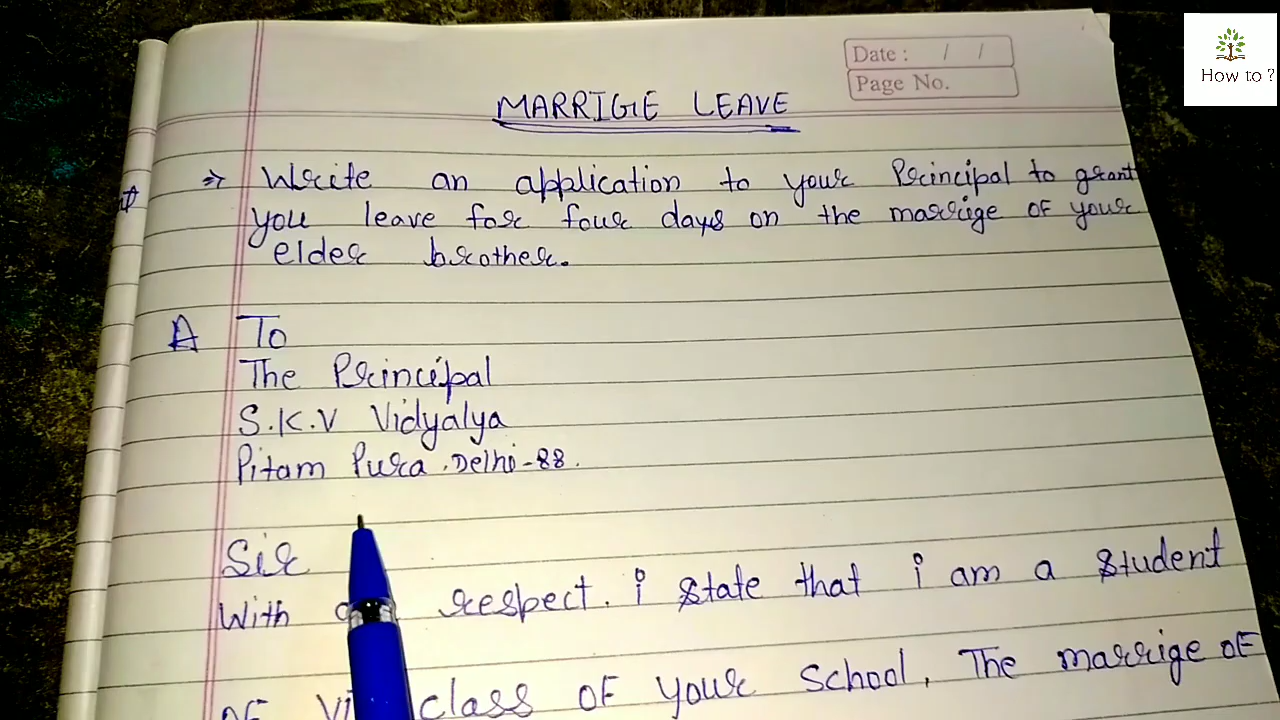 Date : / /
Page No.
How to ?
MARRIGE LEAVE
⇒ Write an application to your Principal to grant
you leave for four days on the marrige of your
elder brother.
A To
The Principal
S.K.V Vidyalya
Pitam Pura . Delhi-88.
Sir
With respect. i state that i am a student
OF class OF your school, The marrige OF